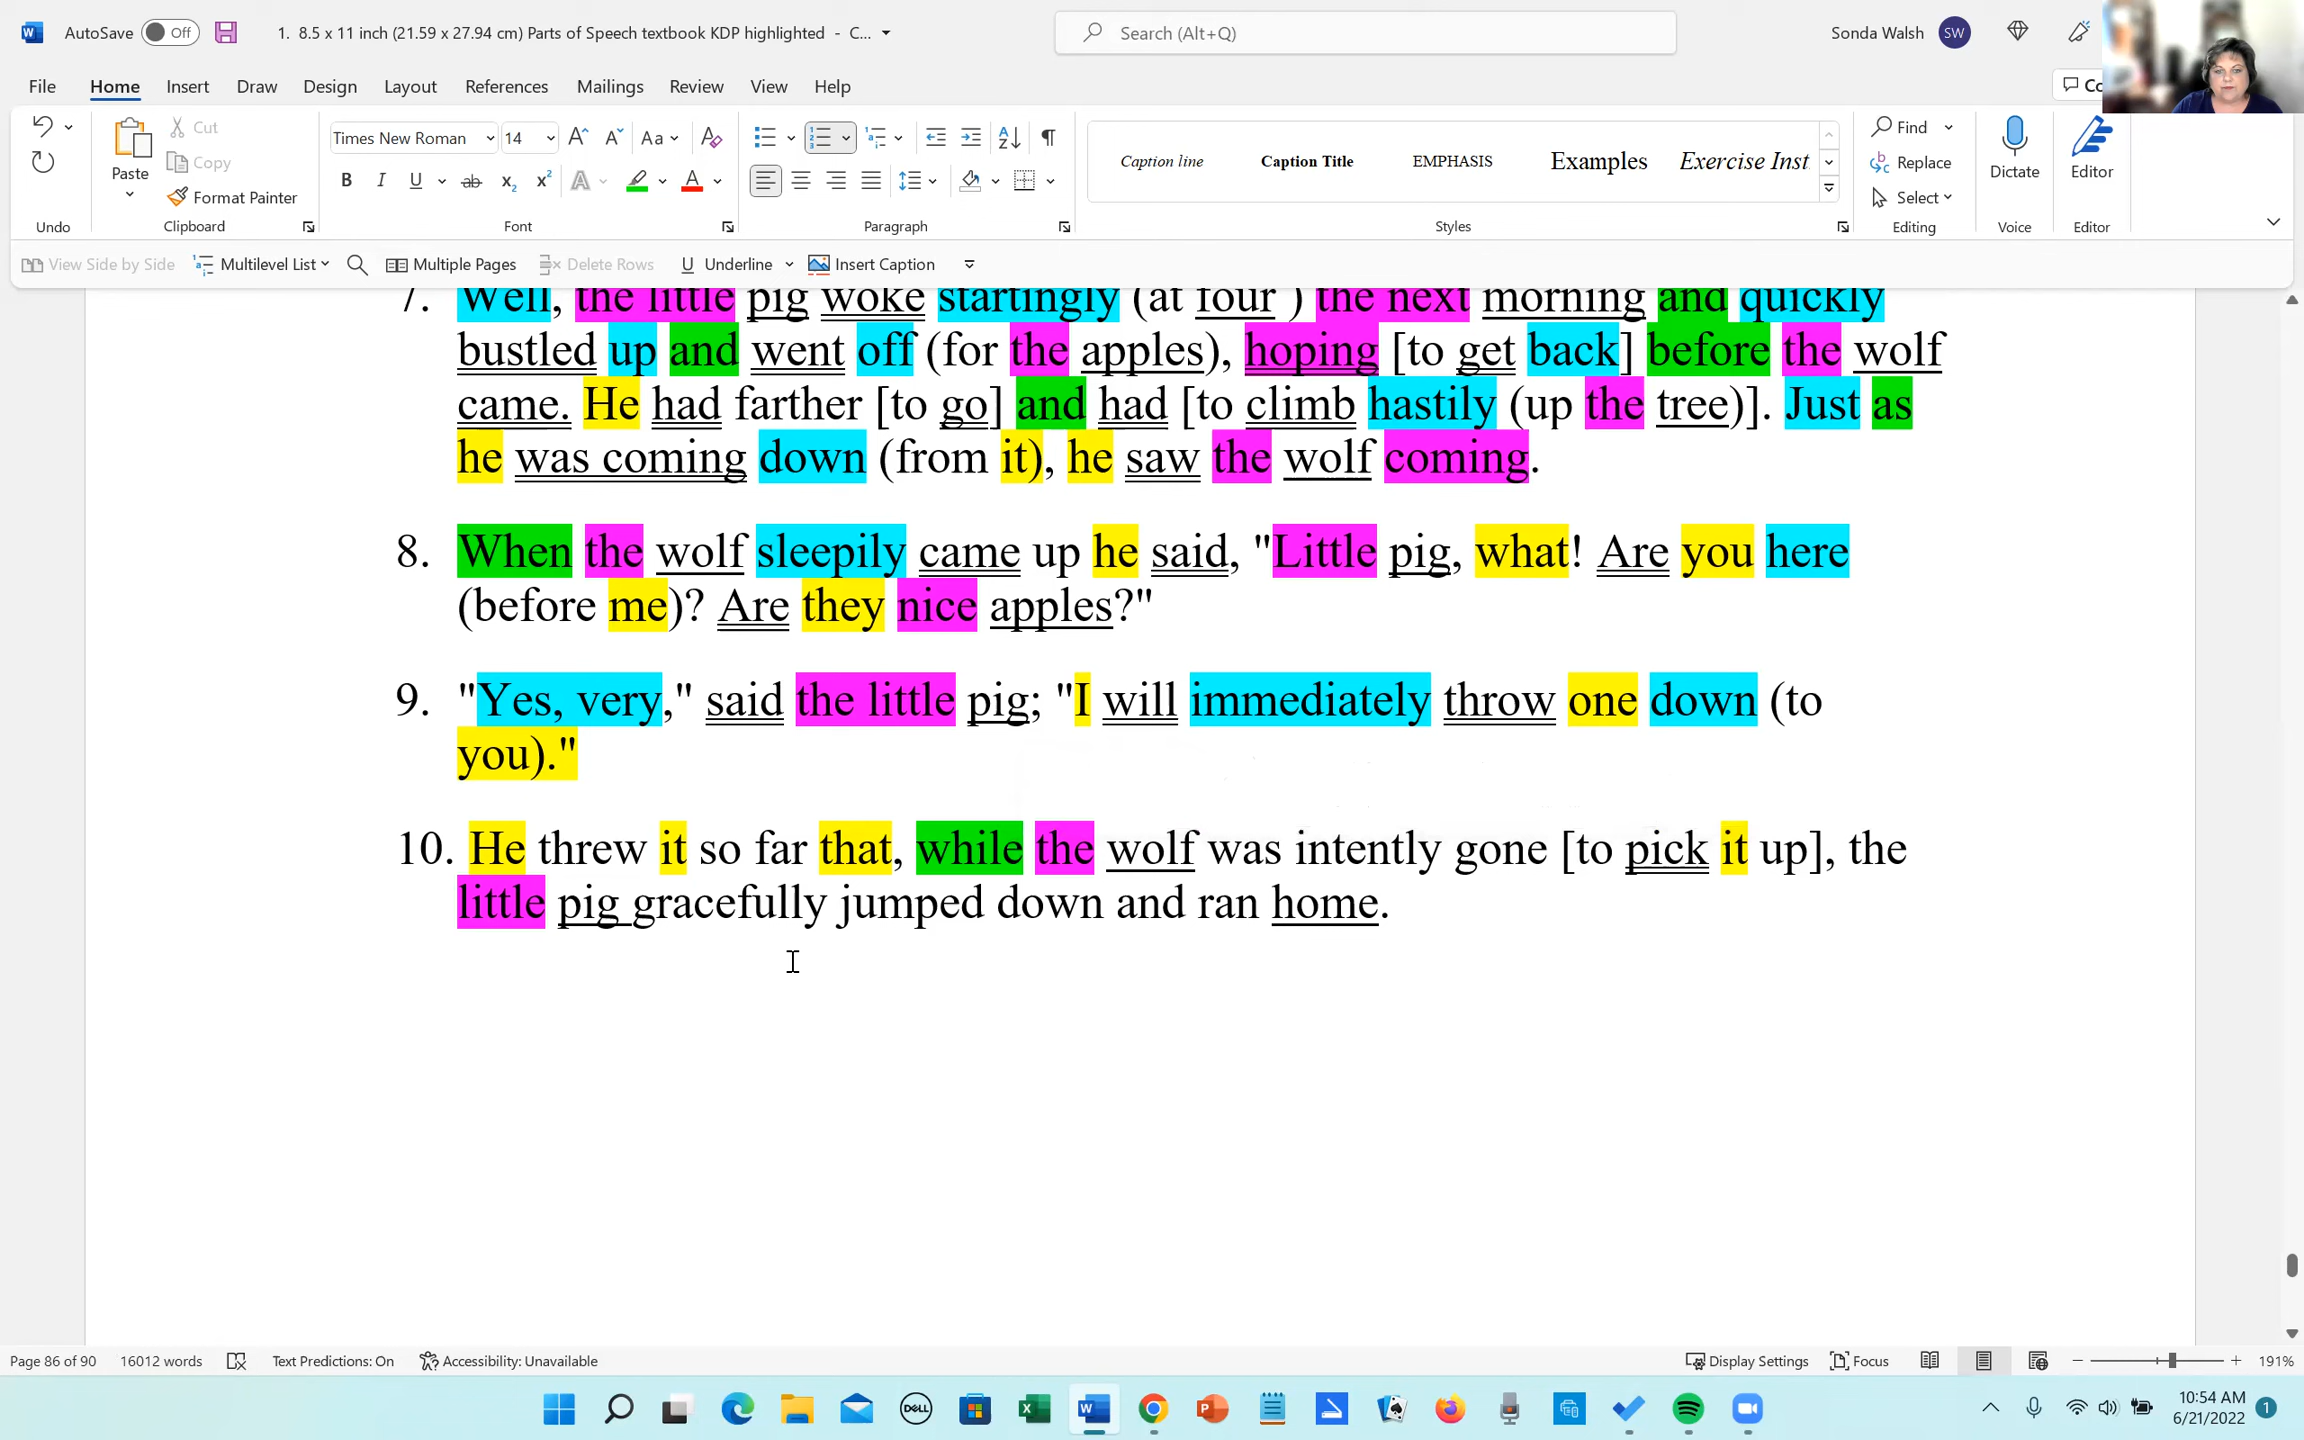 AutoSave Off 1. 8.5 x 11 inch (21.59 x 27.94 cm) Parts of Speech textbook KDP highlighted - C... Search (Alt+Q) Sonda Walsh SW
File Home Insert Draw Design Layout References Mailings Review View Help Co
Paste Cut Copy Format Painter
Times New Roman 14 A A Aa A
B I U ab x₂ x² A A
Caption line Caption Title EMPHASIS Examples Exercise Inst
Find Replace Select Dictate Editor
Undo Clipboard Font Paragraph Styles Editing Voice Editor
View Side by Side Multilevel List Multiple Pages Delete Rows U Underline Insert Caption
7. Well, the little pig woke startingly (at four ) the next morning and quickly
bustled up and went off (for the apples), hoping [to get back] before the wolf
came. He had farther [to go] and had [to climb hastily (up the tree)]. Just as
he was coming down (from it), he saw the wolf coming.
8. When the wolf sleepily came up he said, "Little pig, what! Are you here
(before me)? Are they nice apples?"
9. "Yes, very," said the little pig; "I will immediately throw one down (to
you)."
10. He threw it so far that, while the wolf was intently gone [to pick it up], the
little pig gracefully jumped down and ran home.
Page 86 of 90 16012 words Text Predictions: On Accessibility: Unavailable Display Settings Focus 191%
DELL
10:54 AM
6/21/2022 1